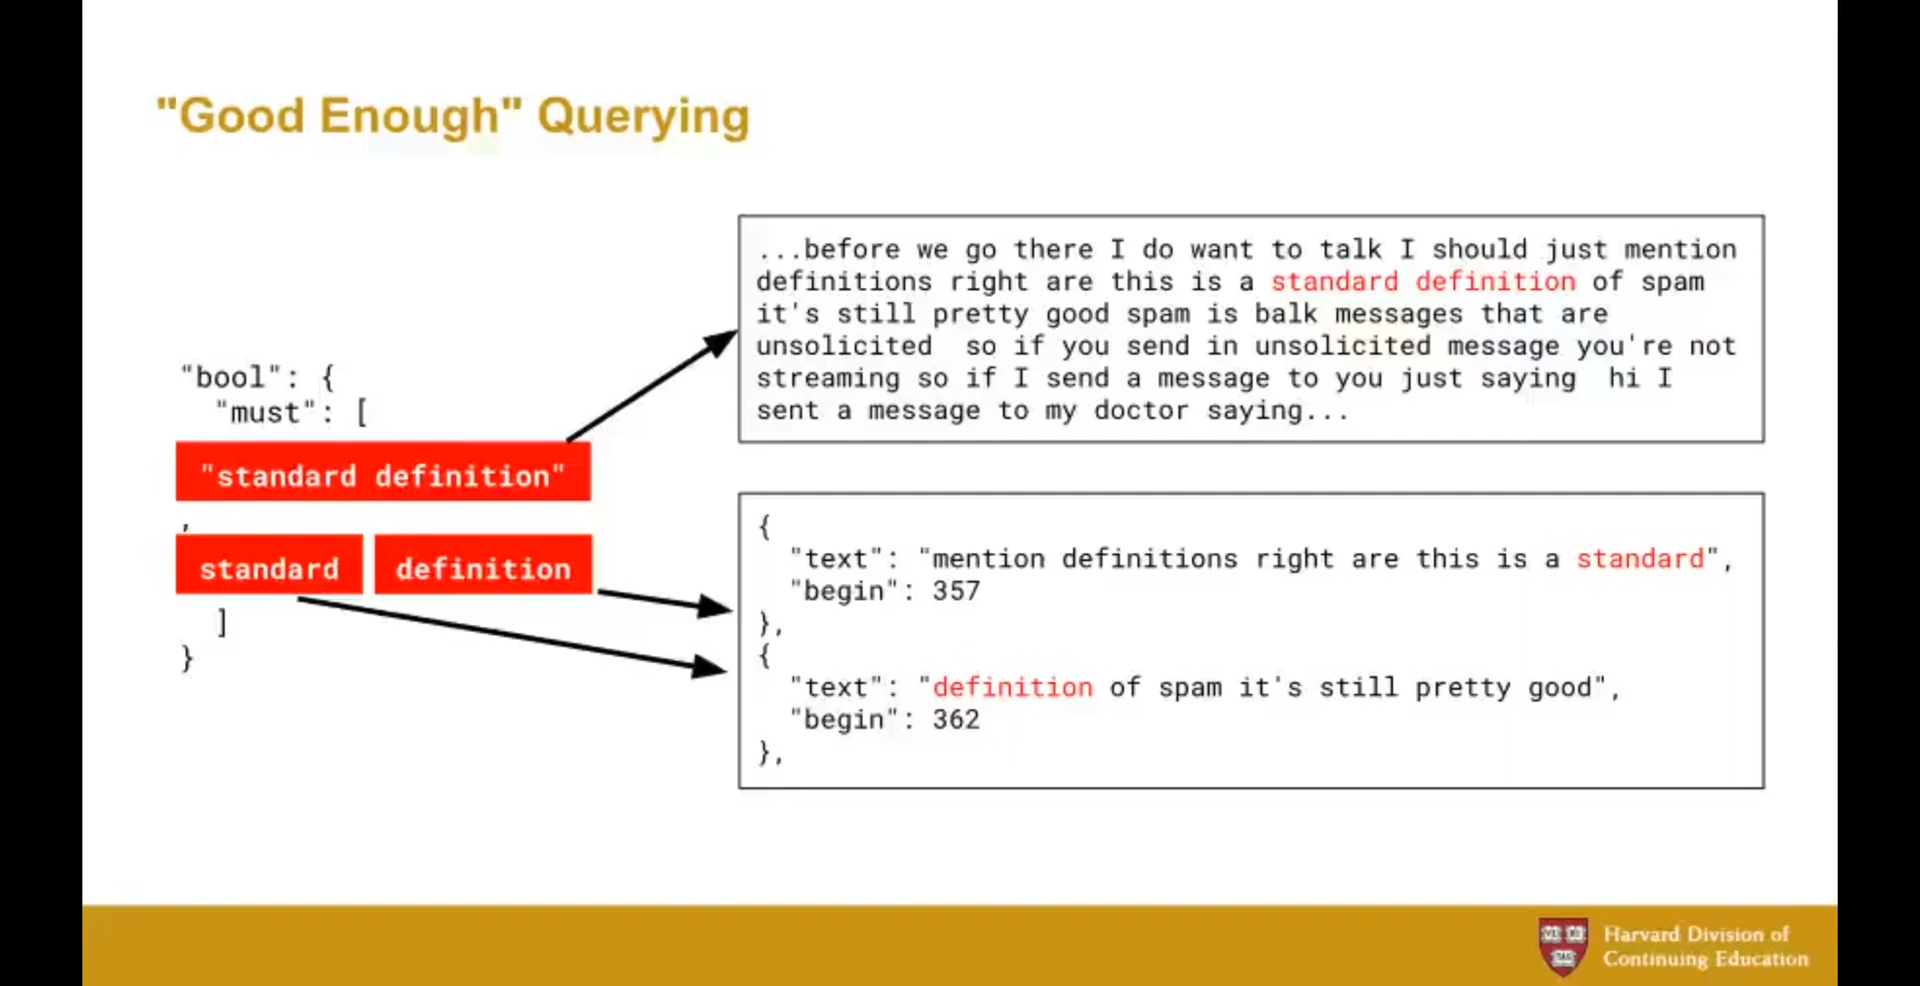 "Good Enough" Querying
"bool": {
"must": [
"standard definition"
,
standard definition
]
}
...before we go there I do want to talk I should just mention
definitions right are this is a standard definition of spam
it's still pretty good spam is balk messages that are
unsolicited  so if you send in unsolicited message you're not
streaming so if I send a message to you just saying  hi I
sent a message to my doctor saying...
{
"text": "mention definitions right are this is a standard",
"begin": 357
},
{
"text": "definition of spam it's still pretty good",
"begin": 362
},
Harvard Division of
Continuing Education